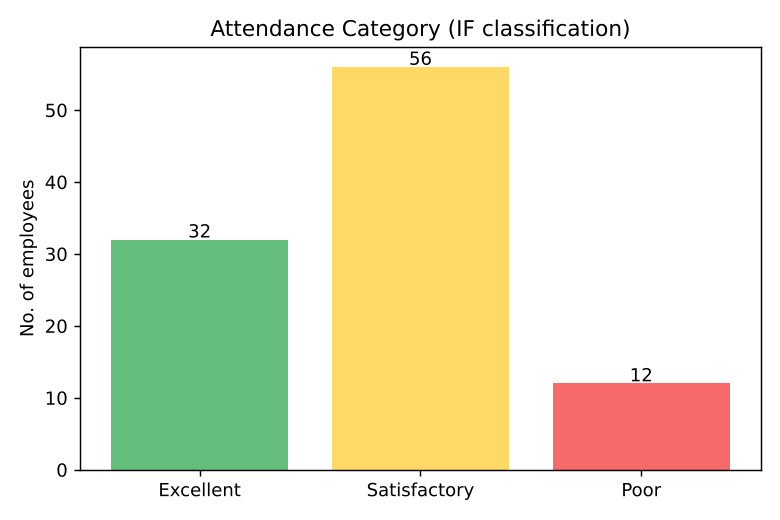 Attendance Category (IF classification)
No. of employees
50
40
30
20
10
0
32
56
12
Excellent
Satisfactory
Poor